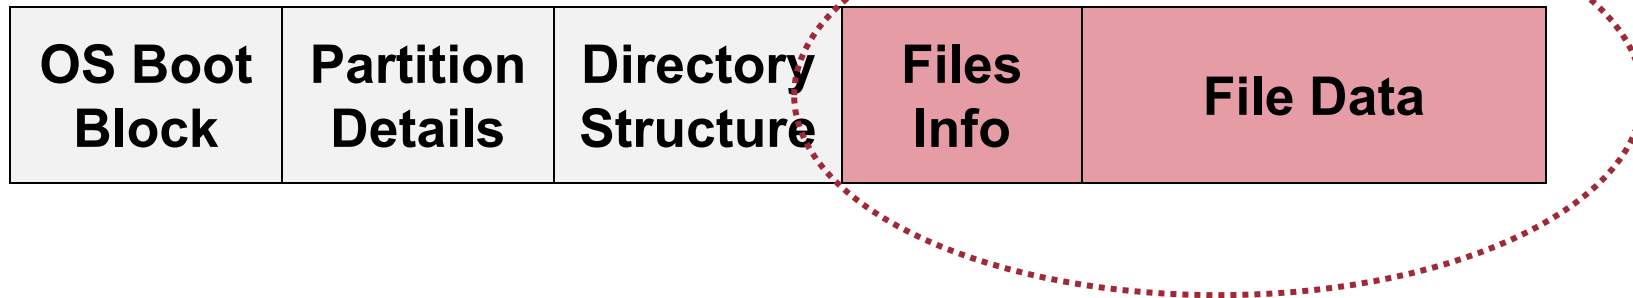 OS Boot
Block
Partition
Details
Directory
Structure
Files
Info
File Data